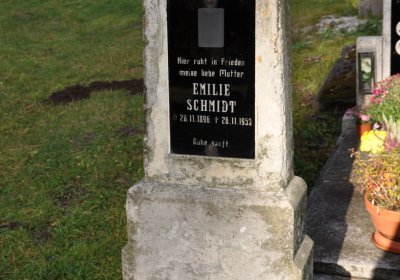 Hier ruht in Frieden
meine liebe Mutter
EMILIE
SCHMIDT
* 26.11.1896 † 26.11.1953
Ruhe sanft.